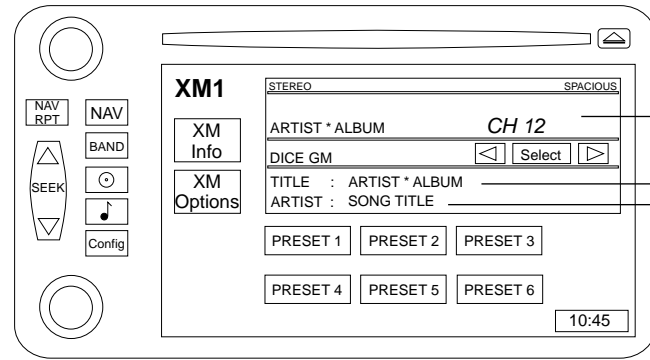 NAV
RPT
NAV
BAND
SEEK
Config
XM1
XM
Info
XM
Options
STEREO SPACIOUS
ARTIST * ALBUM CH 12
DICE GM Select
TITLE : ARTIST * ALBUM
ARTIST : SONG TITLE
PRESET 1 PRESET 2 PRESET 3
PRESET 4 PRESET 5 PRESET 6
10:45